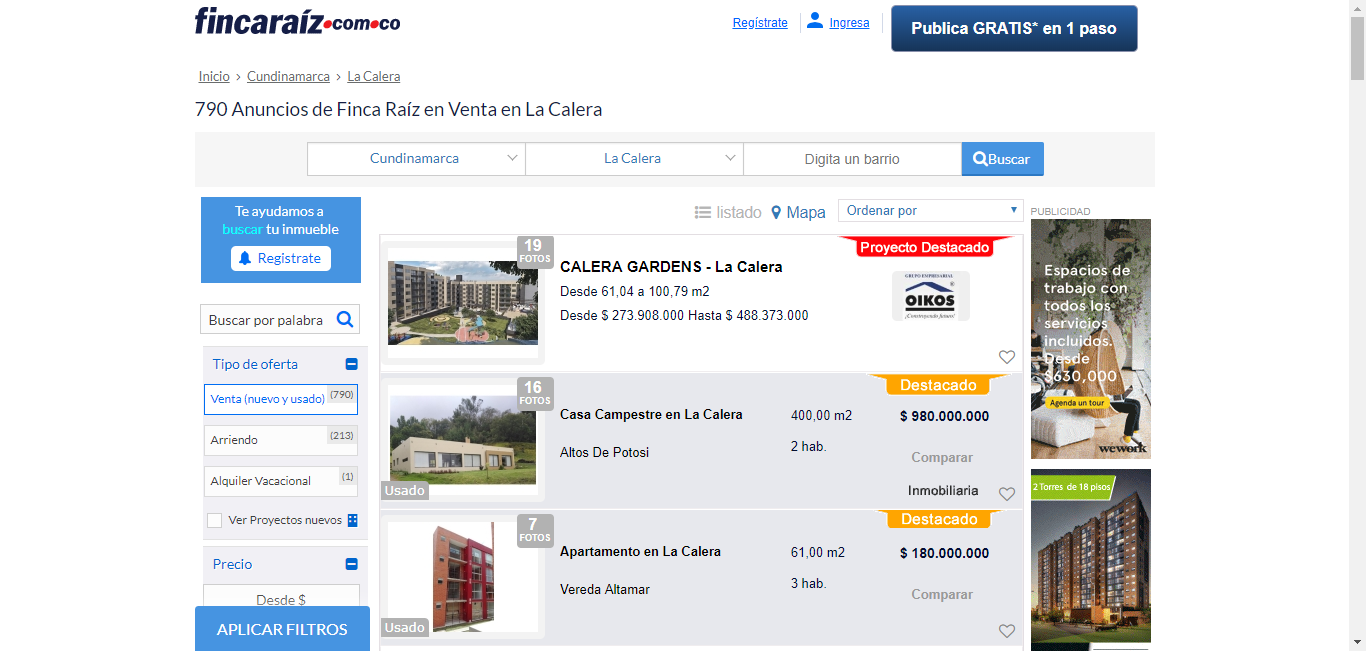 fincaraíz.com.co
Regístrate
Ingresa
Publica GRATIS* en 1 paso
Inicio › Cundinamarca › La Calera
790 Anuncios de Finca Raíz en Venta en La Calera
Cundinamarca
La Calera
Digita un barrio
Buscar
Te ayudamos a
buscar tu inmueble
Registrate
Buscar por palabra
Tipo de oferta
Venta (nuevo y usado) (790)
Arriendo (213)
Alquiler Vacacional (1)
Ver Proyectos nuevos
Precio
Desde $
APLICAR FILTROS
listado
Mapa
Ordenar por
19
FOTOS
CALERA GARDENS - La Calera
Desde 61,04 a 100,79 m2
Desde $ 273.908.000 Hasta $ 488.373.000
Proyecto Destacado
GRUPO EMPRESARIAL
OIKOS
¡Construyendo futuro!
16
FOTOS
Usado
Casa Campestre en La Calera
Altos De Potosi
400,00 m2
2 hab.
Destacado
$ 980.000.000
Comparar
Inmobiliaria
7
FOTOS
Usado
Apartamento en La Calera
Vereda Altamar
61,00 m2
3 hab.
Destacado
$ 180.000.000
Comparar
PUBLICIDAD
Espacios de
trabajo con
todos los
servicios
incluidos.
Desde
$630,000
Agenda un tour
wework
2 Torres de 18 pisos